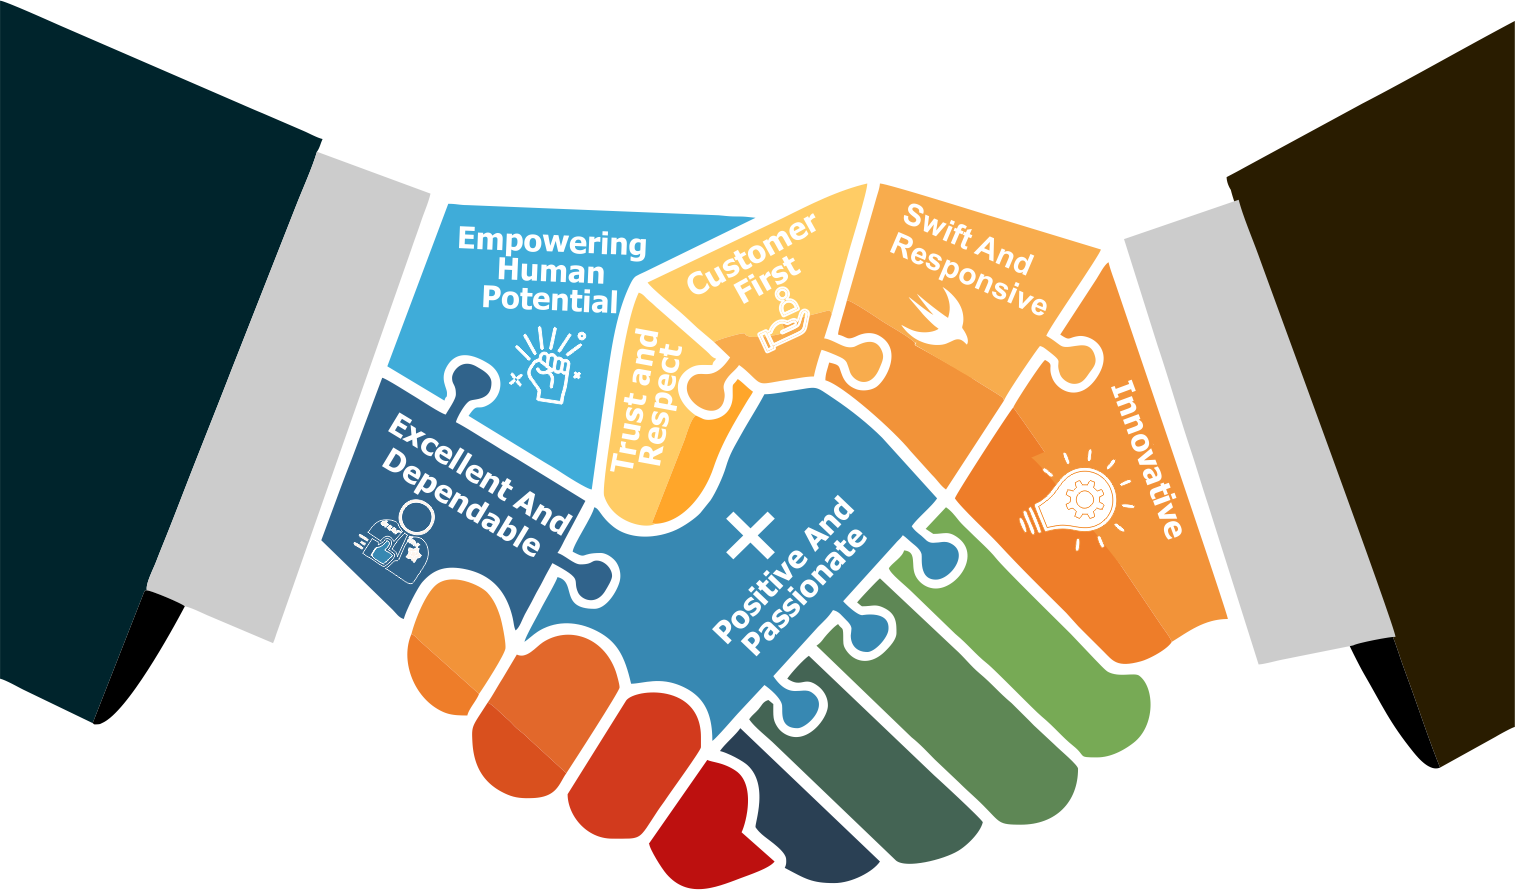 Empowering
Human
Potential
Customer
First
Swift And
Responsive
Trust and
Respect
Excellent And
Dependable
Innovative
Positive And
Passionate